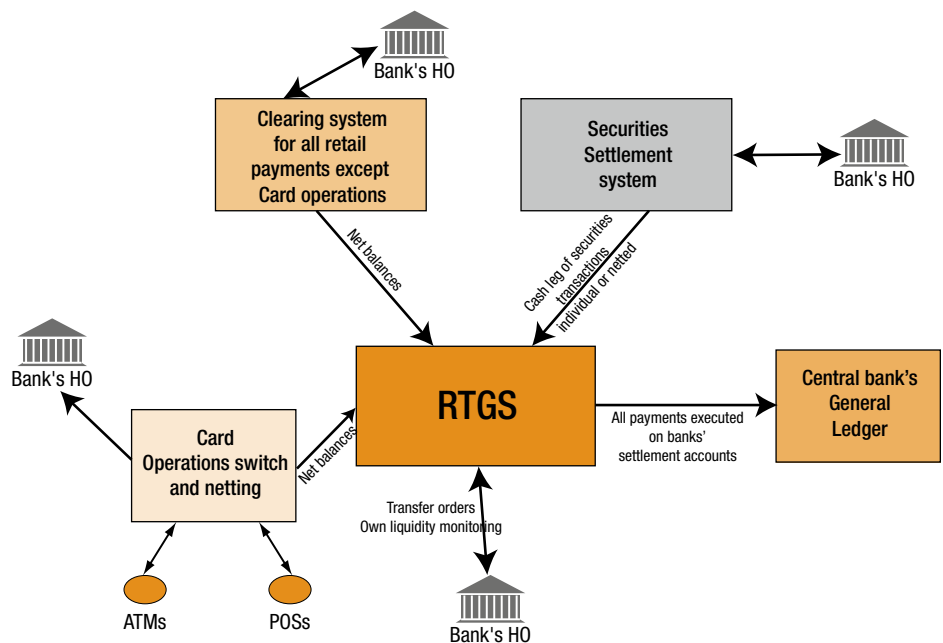 Bank's HO
Clearing system
for all retail
payments except
Card operations
Securities
Settlement
system
Bank's HO
Net balances
Cash leg of securities
transactions
individual or netted
Bank's HO
RTGS
Central bank’s
General
Ledger
All payments executed
on banks’
settlement accounts
Card
Operations switch
and netting
Net balances
Transfer orders
Own liquidity monitoring
ATMs
POSs
Bank's HO